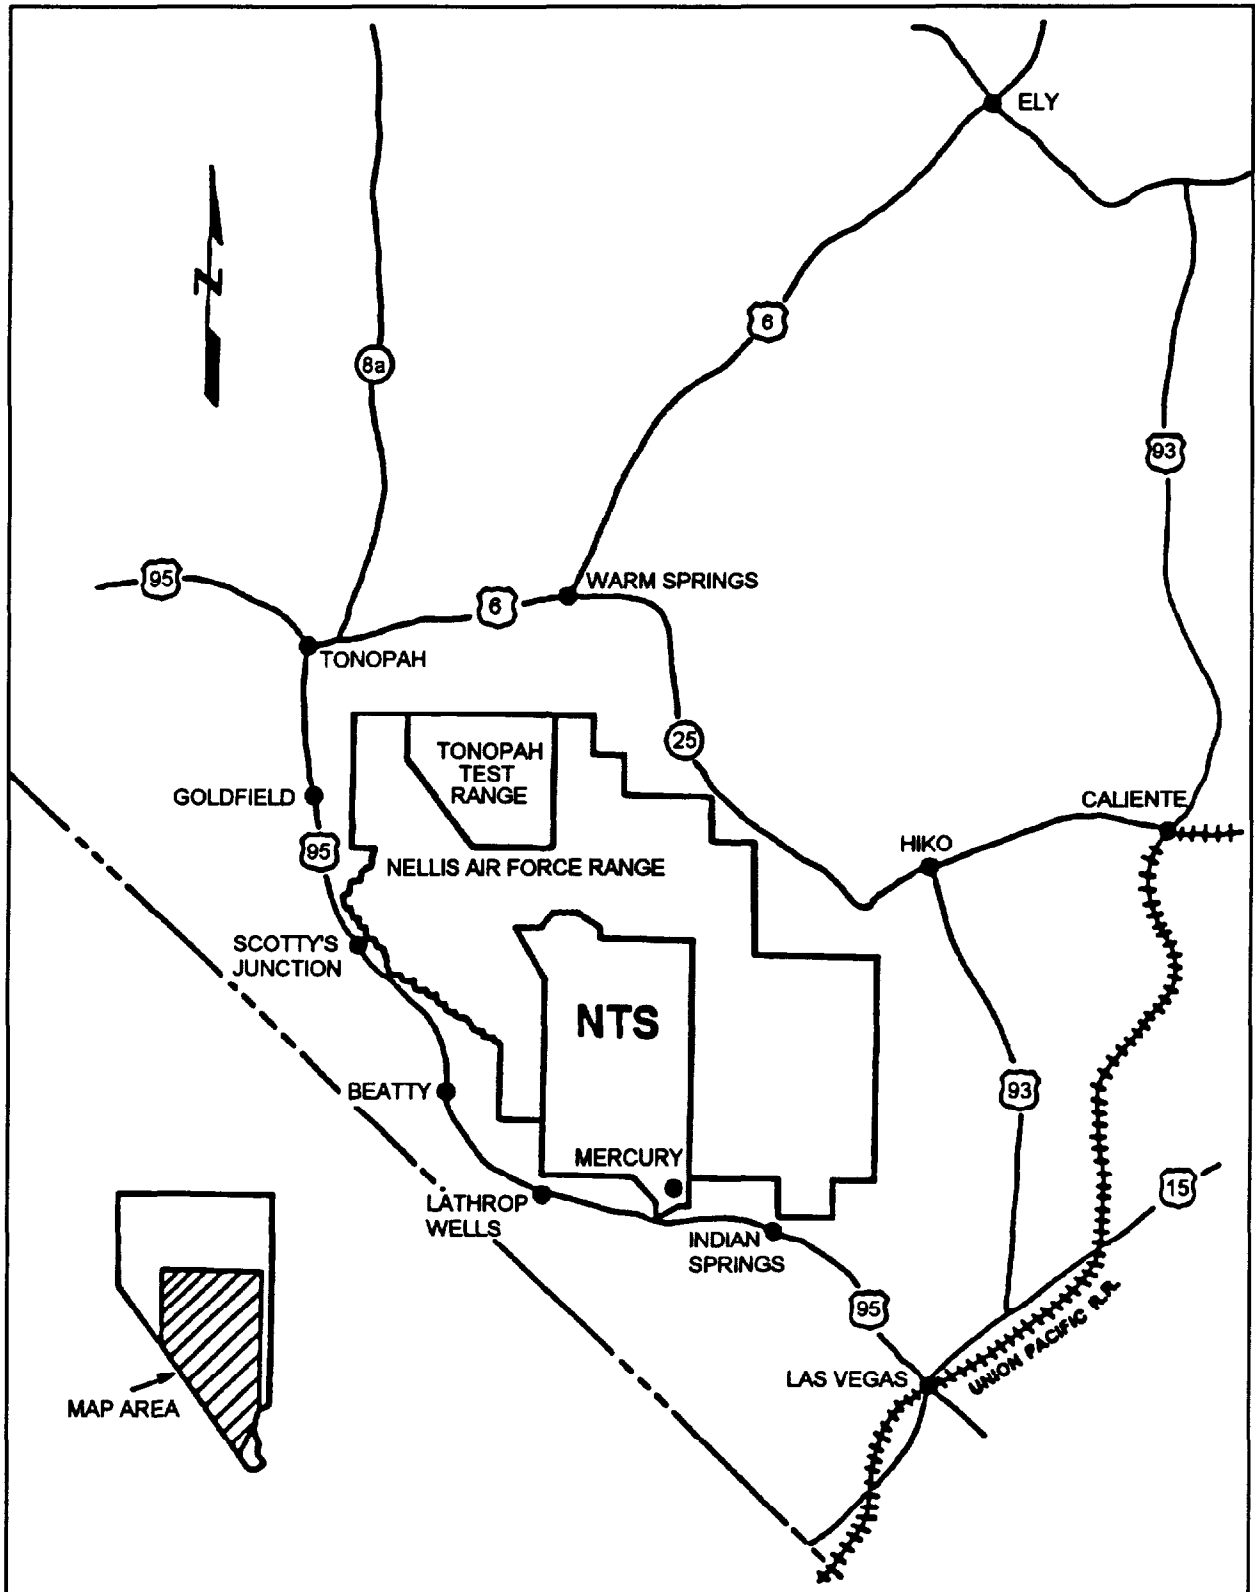 ELY
N
6
8a
93
95
6
WARM SPRINGS
TONOPAH
25
TONOPAH
TEST
RANGE
GOLDFIELD
CALIENTE
95
HIKO
NELLIS AIR FORCE RANGE
SCOTTY'S
JUNCTION
NTS
BEATTY
93
MERCURY
15
LATHROP
WELLS
INDIAN
SPRINGS
95
UNION PACIFIC R.R.
LAS VEGAS
MAP AREA